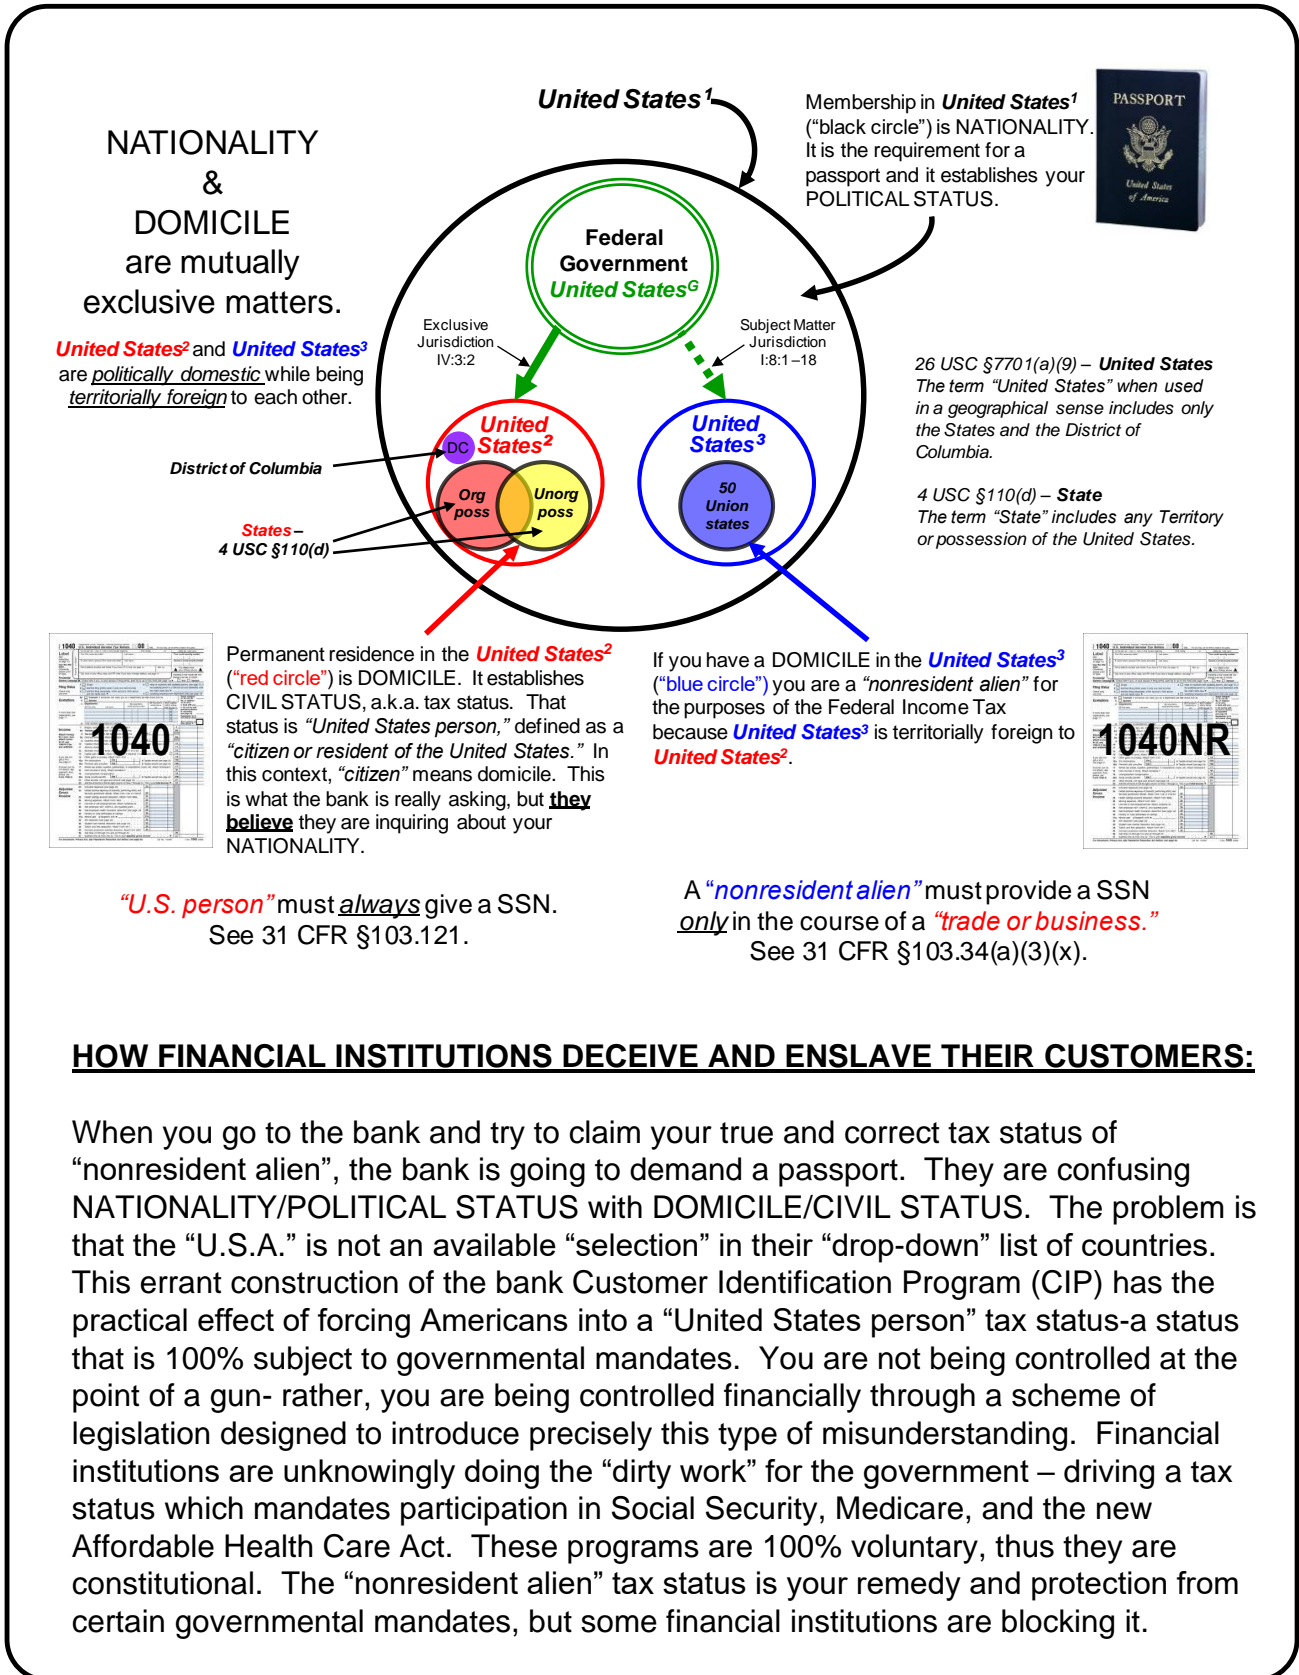 United States1
Membership in United States1
(“black circle”) is NATIONALITY.
It is the requirement for a
passport and it establishes your
POLITICAL STATUS.
PASSPORT
United States
of America
NATIONALITY
&
DOMICILE
are mutually
exclusive matters.
United States2 and United States3
are politically domestic while being
territorially foreign to each other.
Federal
Government
United StatesG
Exclusive
Jurisdiction
IV:3:2
Subject Matter
Jurisdiction
I:8:1 –18
26 USC §7701(a)(9) – United States
The term “United States” when used
in a geographical sense includes only
the States and the District of
Columbia.
4 USC §110(d) – State
The term “State” includes any Territory
or possession of the United States.
United
States2
DC
Org
poss
Unorg
poss
United
States3
50
Union
states
District of Columbia
States –
4 USC §110(d)
1040
1040
Permanent residence in the United States2
(“red circle”) is DOMICILE. It establishes
CIVIL STATUS, a.k.a. tax status. That
status is “United States person,” defined as a
“citizen or resident of the United States.” In
this context, “citizen” means domicile. This
is what the bank is really asking, but they
believe they are inquiring about your
NATIONALITY.
If you have a DOMICILE in the United States3
(“blue circle”) you are a “nonresident alien” for
the purposes of the Federal Income Tax
because United States3 is territorially foreign to
United States2.
1040
1040NR
“U.S. person” must always give a SSN.
See 31 CFR §103.121.
A “nonresident alien” must provide a SSN
only in the course of a “trade or business.”
See 31 CFR §103.34(a)(3)(x).
HOW FINANCIAL INSTITUTIONS DECEIVE AND ENSLAVE THEIR CUSTOMERS:
When you go to the bank and try to claim your true and correct tax status of
“nonresident alien”, the bank is going to demand a passport. They are confusing
NATIONALITY/POLITICAL STATUS with DOMICILE/CIVIL STATUS. The problem is
that the “U.S.A.” is not an available “selection” in their “drop-down” list of countries.
This errant construction of the bank Customer Identification Program (CIP) has the
practical effect of forcing Americans into a “United States person” tax status-a status
that is 100% subject to governmental mandates. You are not being controlled at the
point of a gun- rather, you are being controlled financially through a scheme of
legislation designed to introduce precisely this type of misunderstanding. Financial
institutions are unknowingly doing the “dirty work” for the government – driving a tax
status which mandates participation in Social Security, Medicare, and the new
Affordable Health Care Act. These programs are 100% voluntary, thus they are
constitutional. The “nonresident alien” tax status is your remedy and protection from
certain governmental mandates, but some financial institutions are blocking it.